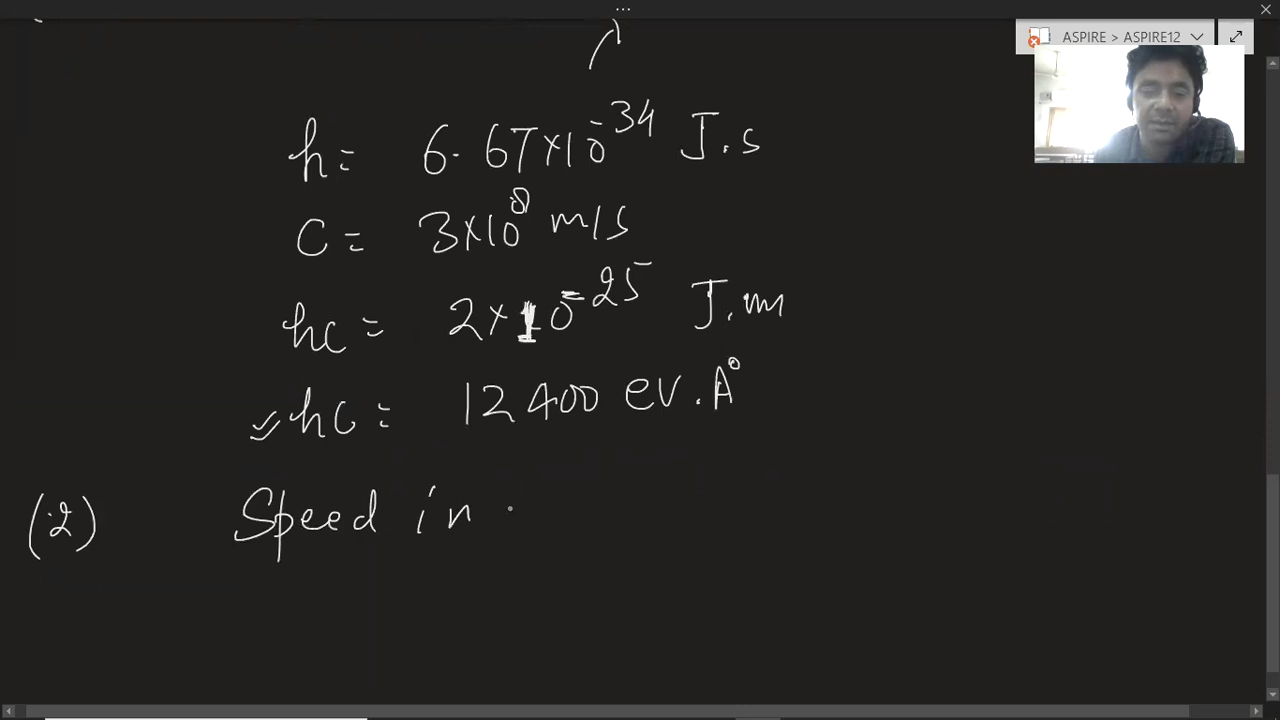 ...
ASPIRE > ASPIRE12
h = 6.67×10⁻³⁴ J.s
C = 3×10⁸ m/s
hc = 2×10⁻²⁵ J.m
hc = 12400 ev.A°
(2) Speed in